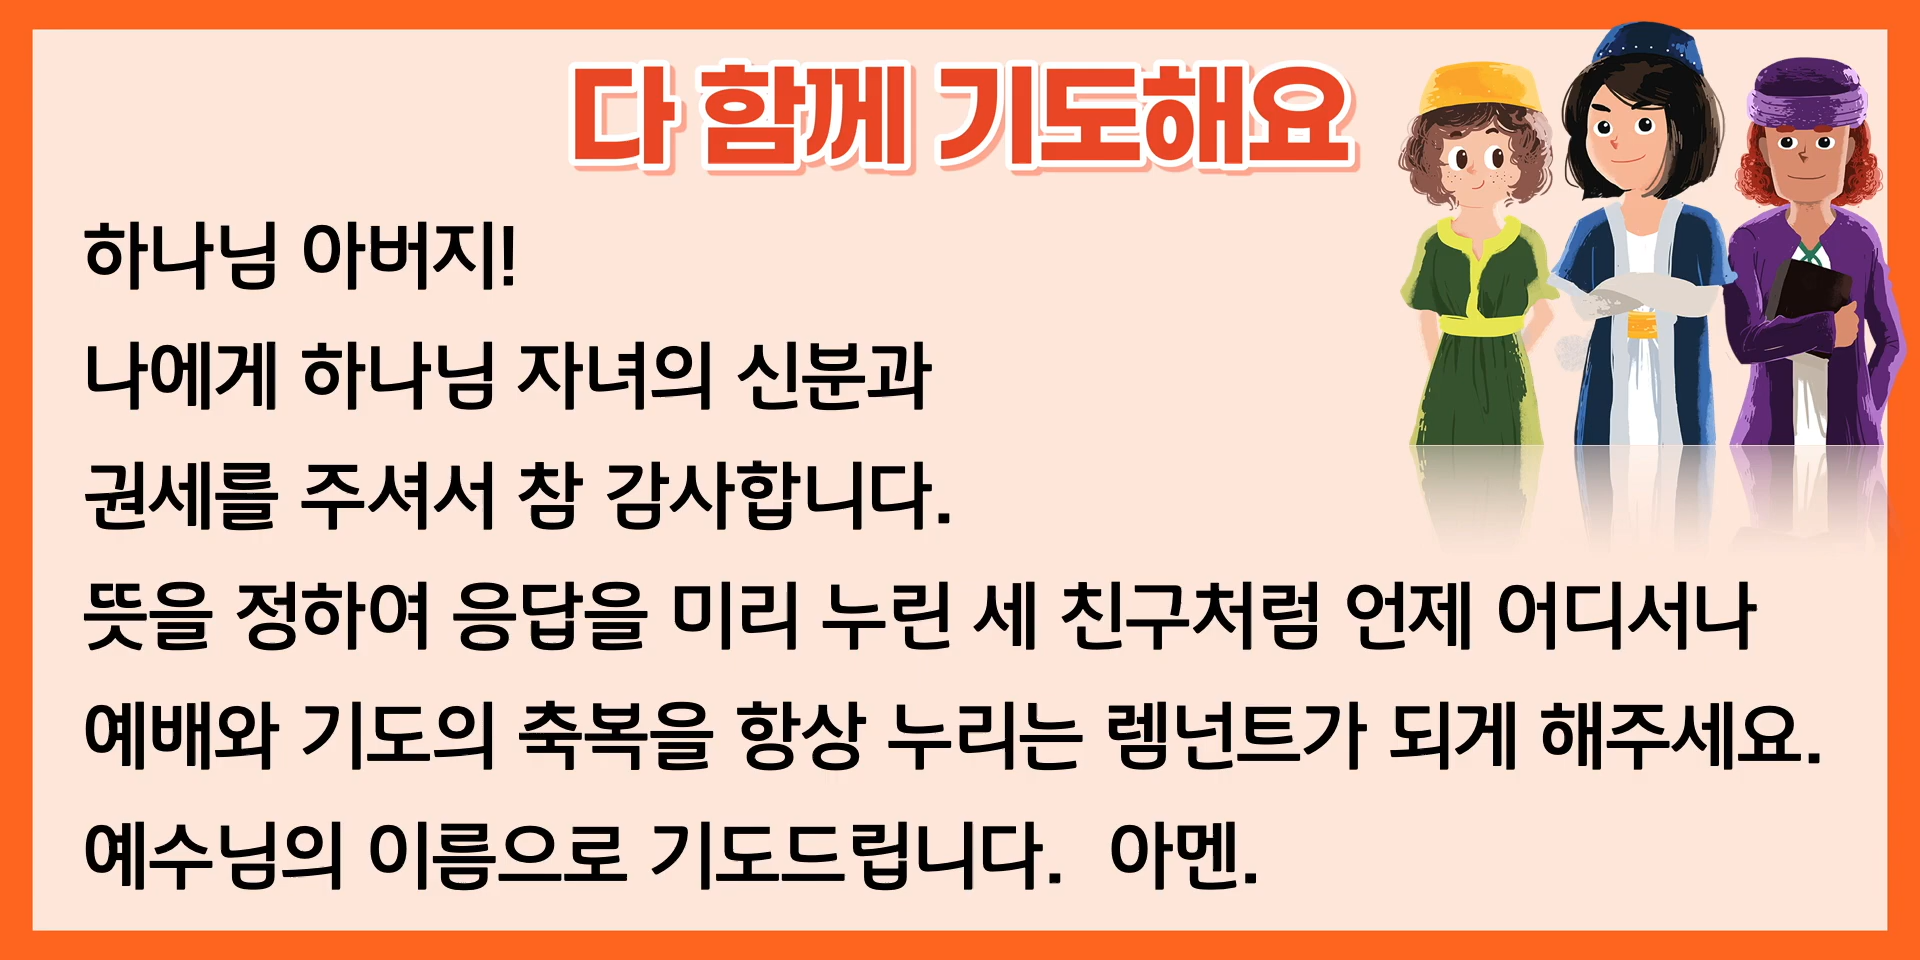 다 함께 기도해요
하나님 아버지!
나에게 하나님 자녀의 신분과
권세를 주셔서 참 감사합니다.
뜻을 정하여 응답을 미리 누린 세 친구처럼 언제 어디서나
예배와 기도의 축복을 항상 누리는 렘넌트가 되게 해주세요.
예수님의 이름으로 기도드립니다. 아멘.